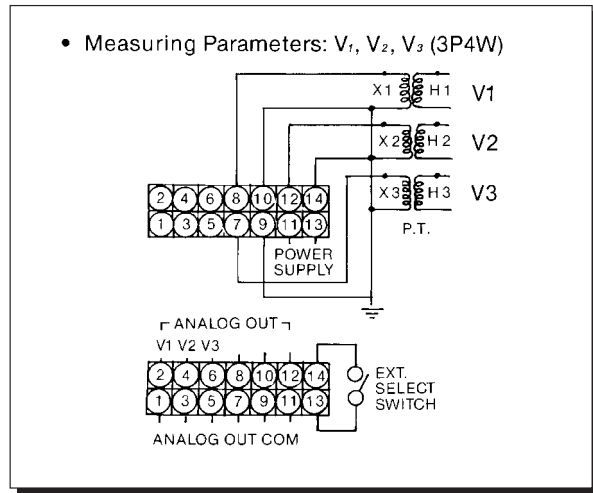 • Measuring Parameters: V₁, V₂, V₃ (3P4W)
X1 H1 V1
X2 H2 V2
X3 H3 V3
P.T.
2 4 6 8 10 12 14
1 3 5 7 9 11 13
POWER
SUPPLY
ANALOG OUT
V1 V2 V3
2 4 6 8 10 12 14
1 3 5 7 9 11 13
EXT.
SELECT
SWITCH
ANALOG OUT COM